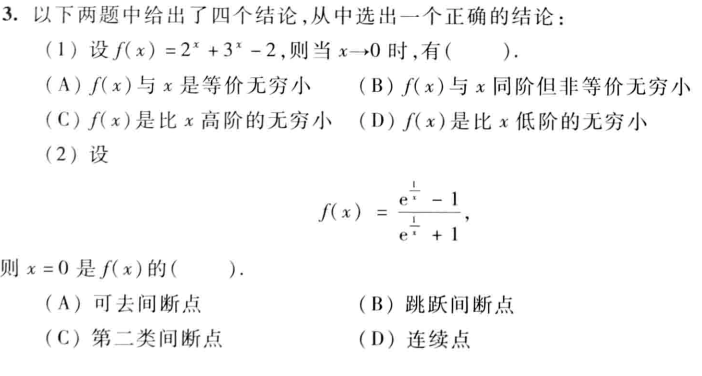 3. 以下两题中给出了四个结论,从中选出一个正确的结论:
(1) 设 f(x) = 2^x + 3^x - 2,则当 x→0 时,有(  ).
(A) f(x)与 x 是等价无穷小 (B) f(x)与 x 同阶但非等价无穷小
(C) f(x)是比 x 高阶的无穷小 (D) f(x)是比 x 低阶的无穷小
(2) 设
f(x) = \frac{e^{\frac{1}{x}} - 1}{e^{\frac{1}{x}} + 1},
则 x = 0 是 f(x)的(  ).
(A) 可去间断点 (B) 跳跃间断点
(C) 第二类间断点 (D) 连续点